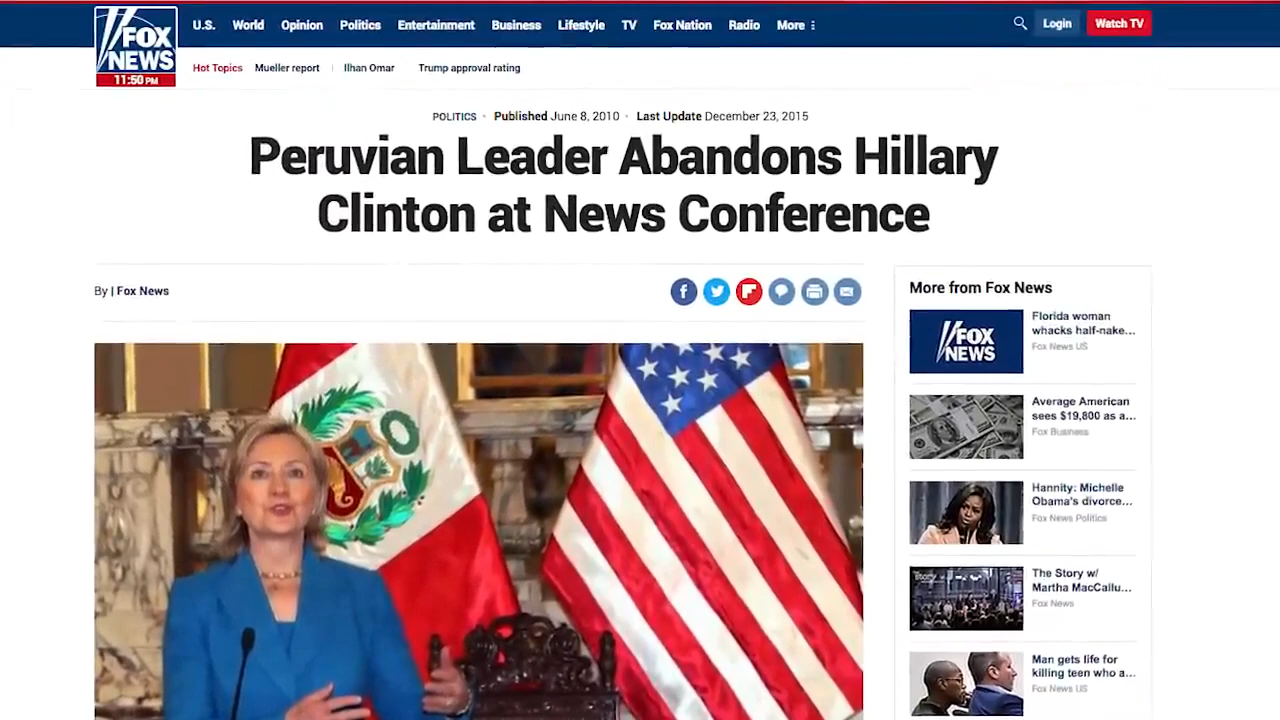 U.S. World Opinion Politics Entertainment Business Lifestyle TV Fox Nation Radio More Login Watch TV
FOX
NEWS
11:50 PM
Hot Topics Mueller report Ilhan Omar Trump approval rating
POLITICS · Published June 8, 2010 · Last Update December 23, 2015
Peruvian Leader Abandons Hillary
Clinton at News Conference
By | Fox News
More from Fox News
FOX
NEWS
Florida woman
whacks half-nake...
Fox News US
Average American
sees $19,800 as a...
Fox Business
Hannity: Michelle
Obama's divorce...
Fox News Politics
The Story w/
Martha MacCallu...
Fox News
Man gets life for
killing teen who a...
Fox News US